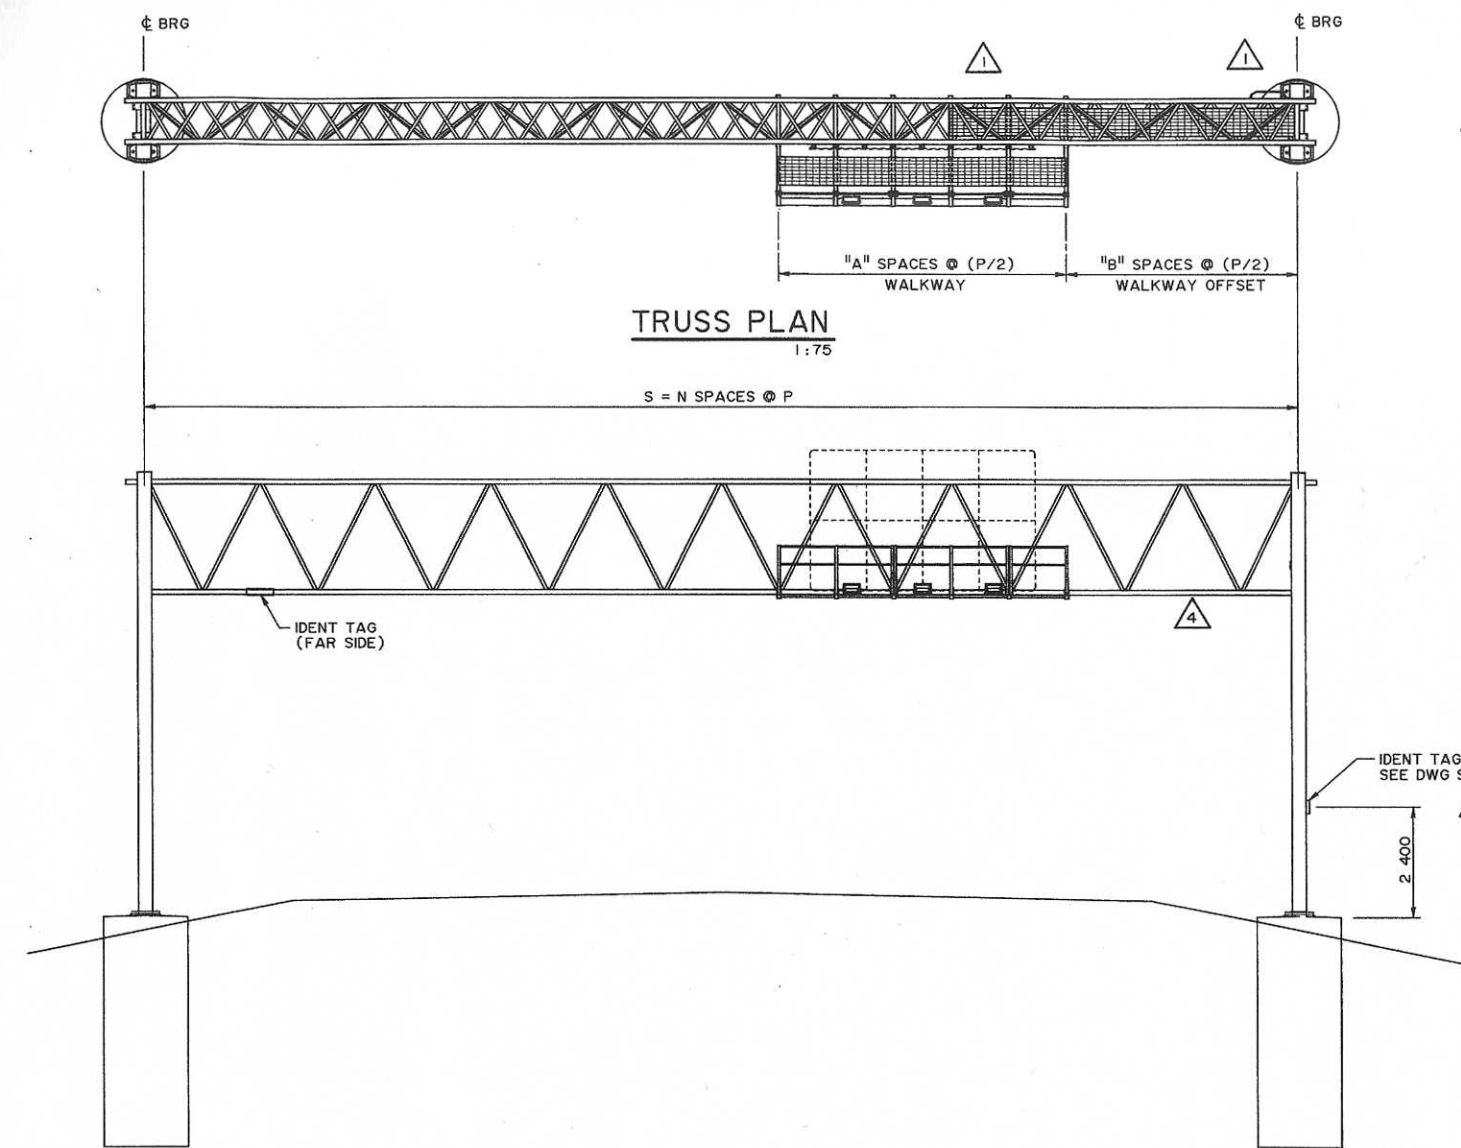 ℄ BRG
℄ BRG
1
1
"A" SPACES @ (P/2)
WALKWAY
"B" SPACES @ (P/2)
WALKWAY OFFSET
TRUSS PLAN
1:75
S = N SPACES @ P
IDENT TAG
(FAR SIDE)
4
IDENT TAG
SEE DWG S
2 400